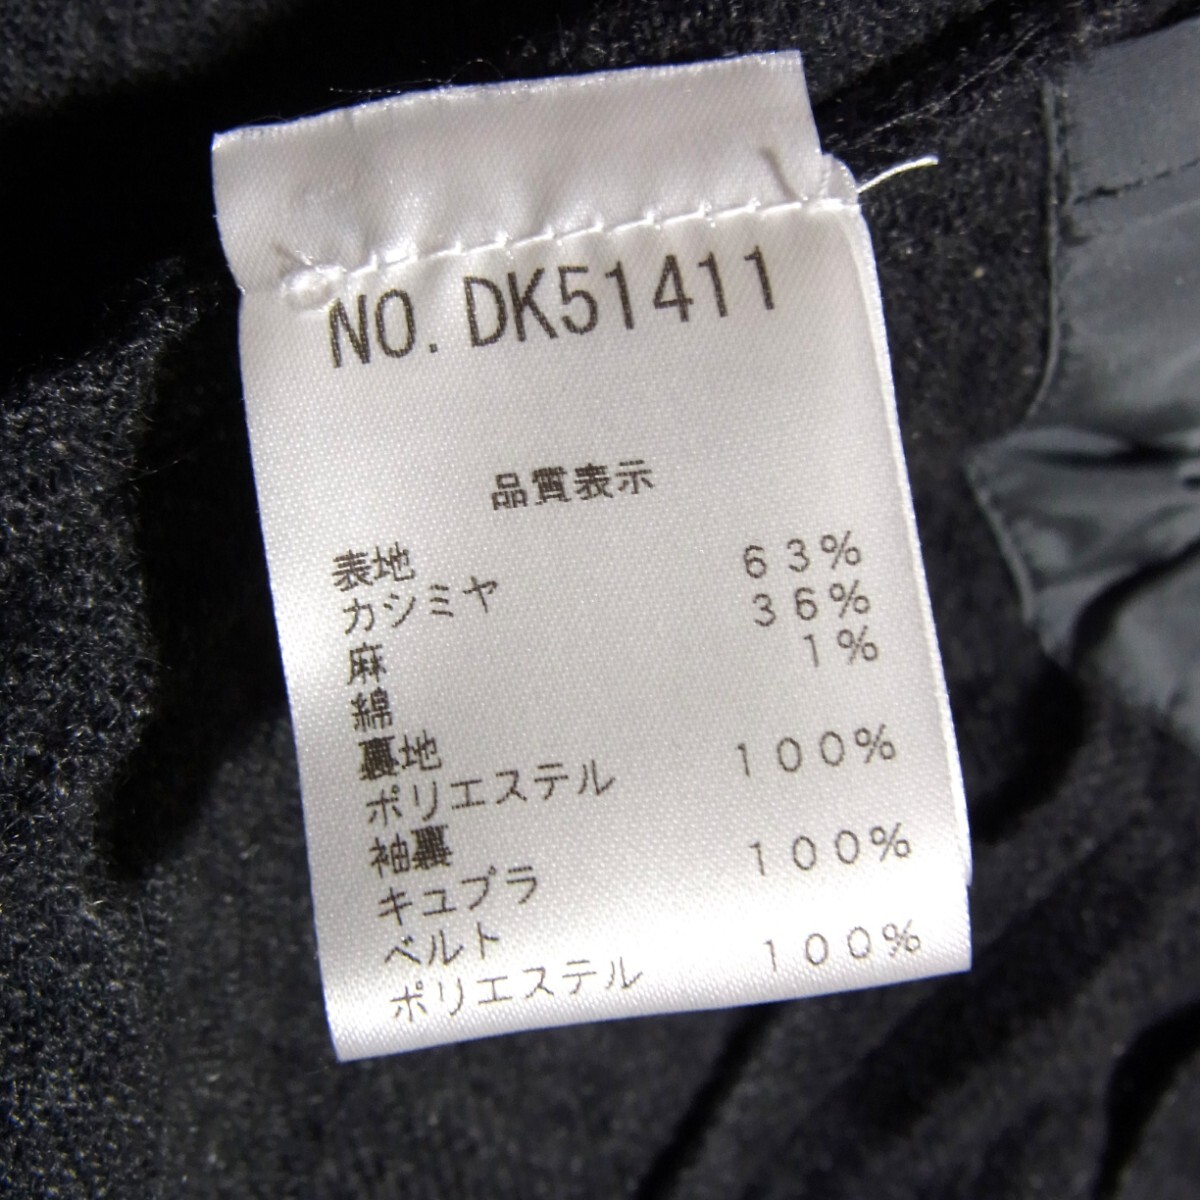 NO. DK51411
品質表示
表地
カシミヤ 63%
麻 36%
綿 1%
裏地
ポリエステル 100%
袖裏
キュプラ 100%
ベルト
ポリエステル 100%